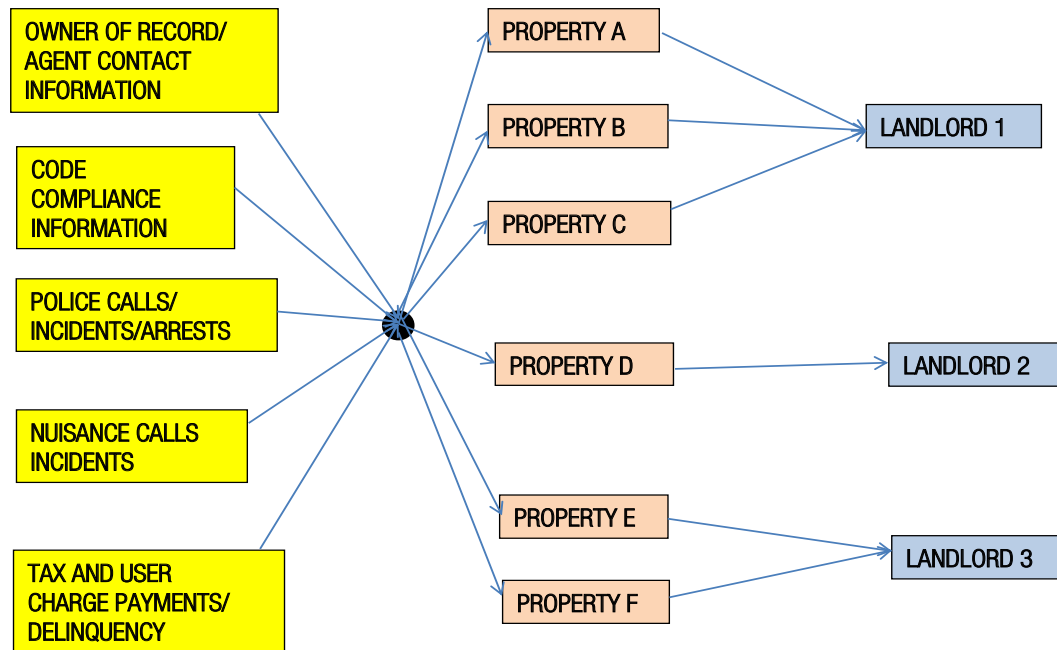 OWNER OF RECORD/
AGENT CONTACT
INFORMATION
CODE
COMPLIANCE
INFORMATION
POLICE CALLS/
INCIDENTS/ARRESTS
NUISANCE CALLS
INCIDENTS
TAX AND USER
CHARGE PAYMENTS/
DELINQUENCY
PROPERTY A
PROPERTY B
PROPERTY C
PROPERTY D
PROPERTY E
PROPERTY F
LANDLORD 1
LANDLORD 2
LANDLORD 3